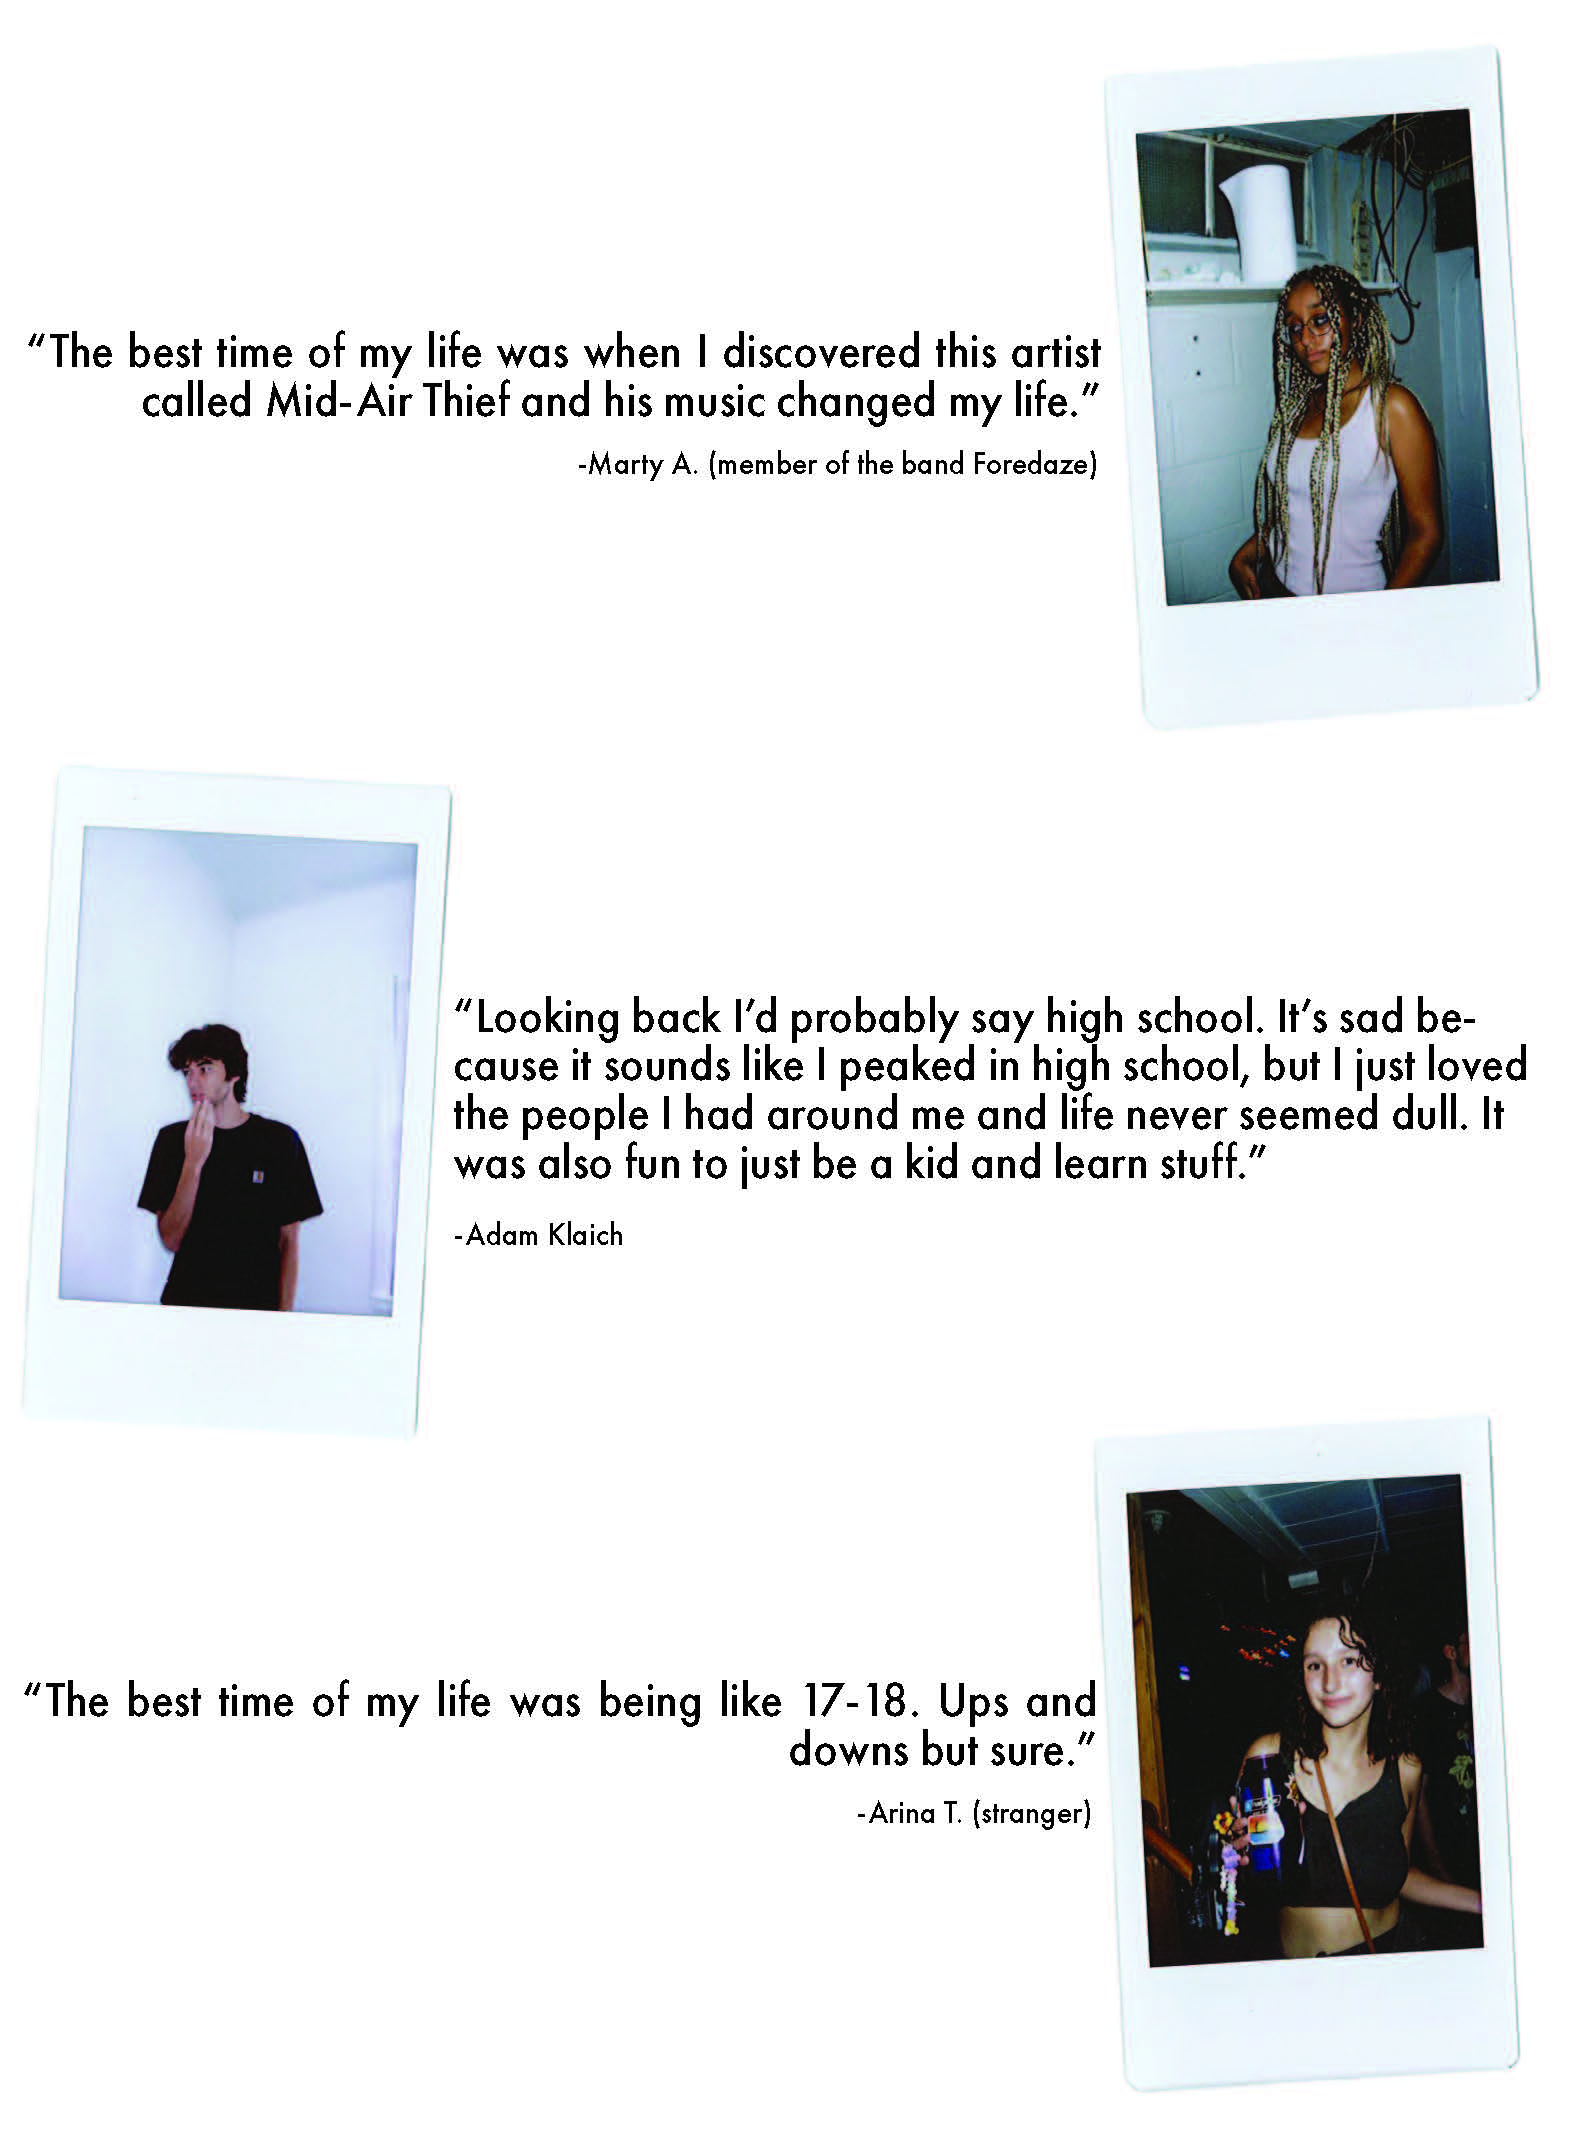 “The best time of my life was when I discovered this artist
called Mid-Air Thief and his music changed my life.”
-Marty A. (member of the band Foredaze)
“Looking back I’d probably say high school. It’s sad be-
cause it sounds like I peaked in high school, but I just loved
the people I had around me and life never seemed dull. It
was also fun to just be a kid and learn stuff.”
-Adam Klaich
“The best time of my life was being like 17-18. Ups and
downs but sure.”
-Arina T. (stranger)